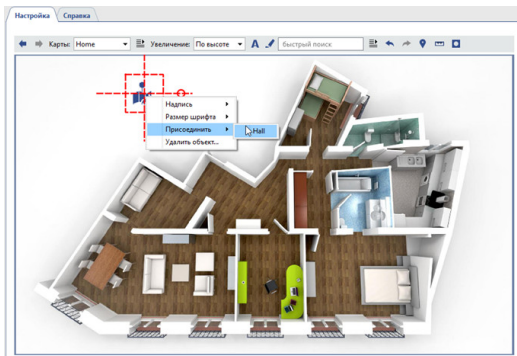 Настройка Справка
Карты: Home Увеличение: По высоте A быстрый поиск
Надпись
Размер шрифта
Присоединить Hall
Удалить объект...